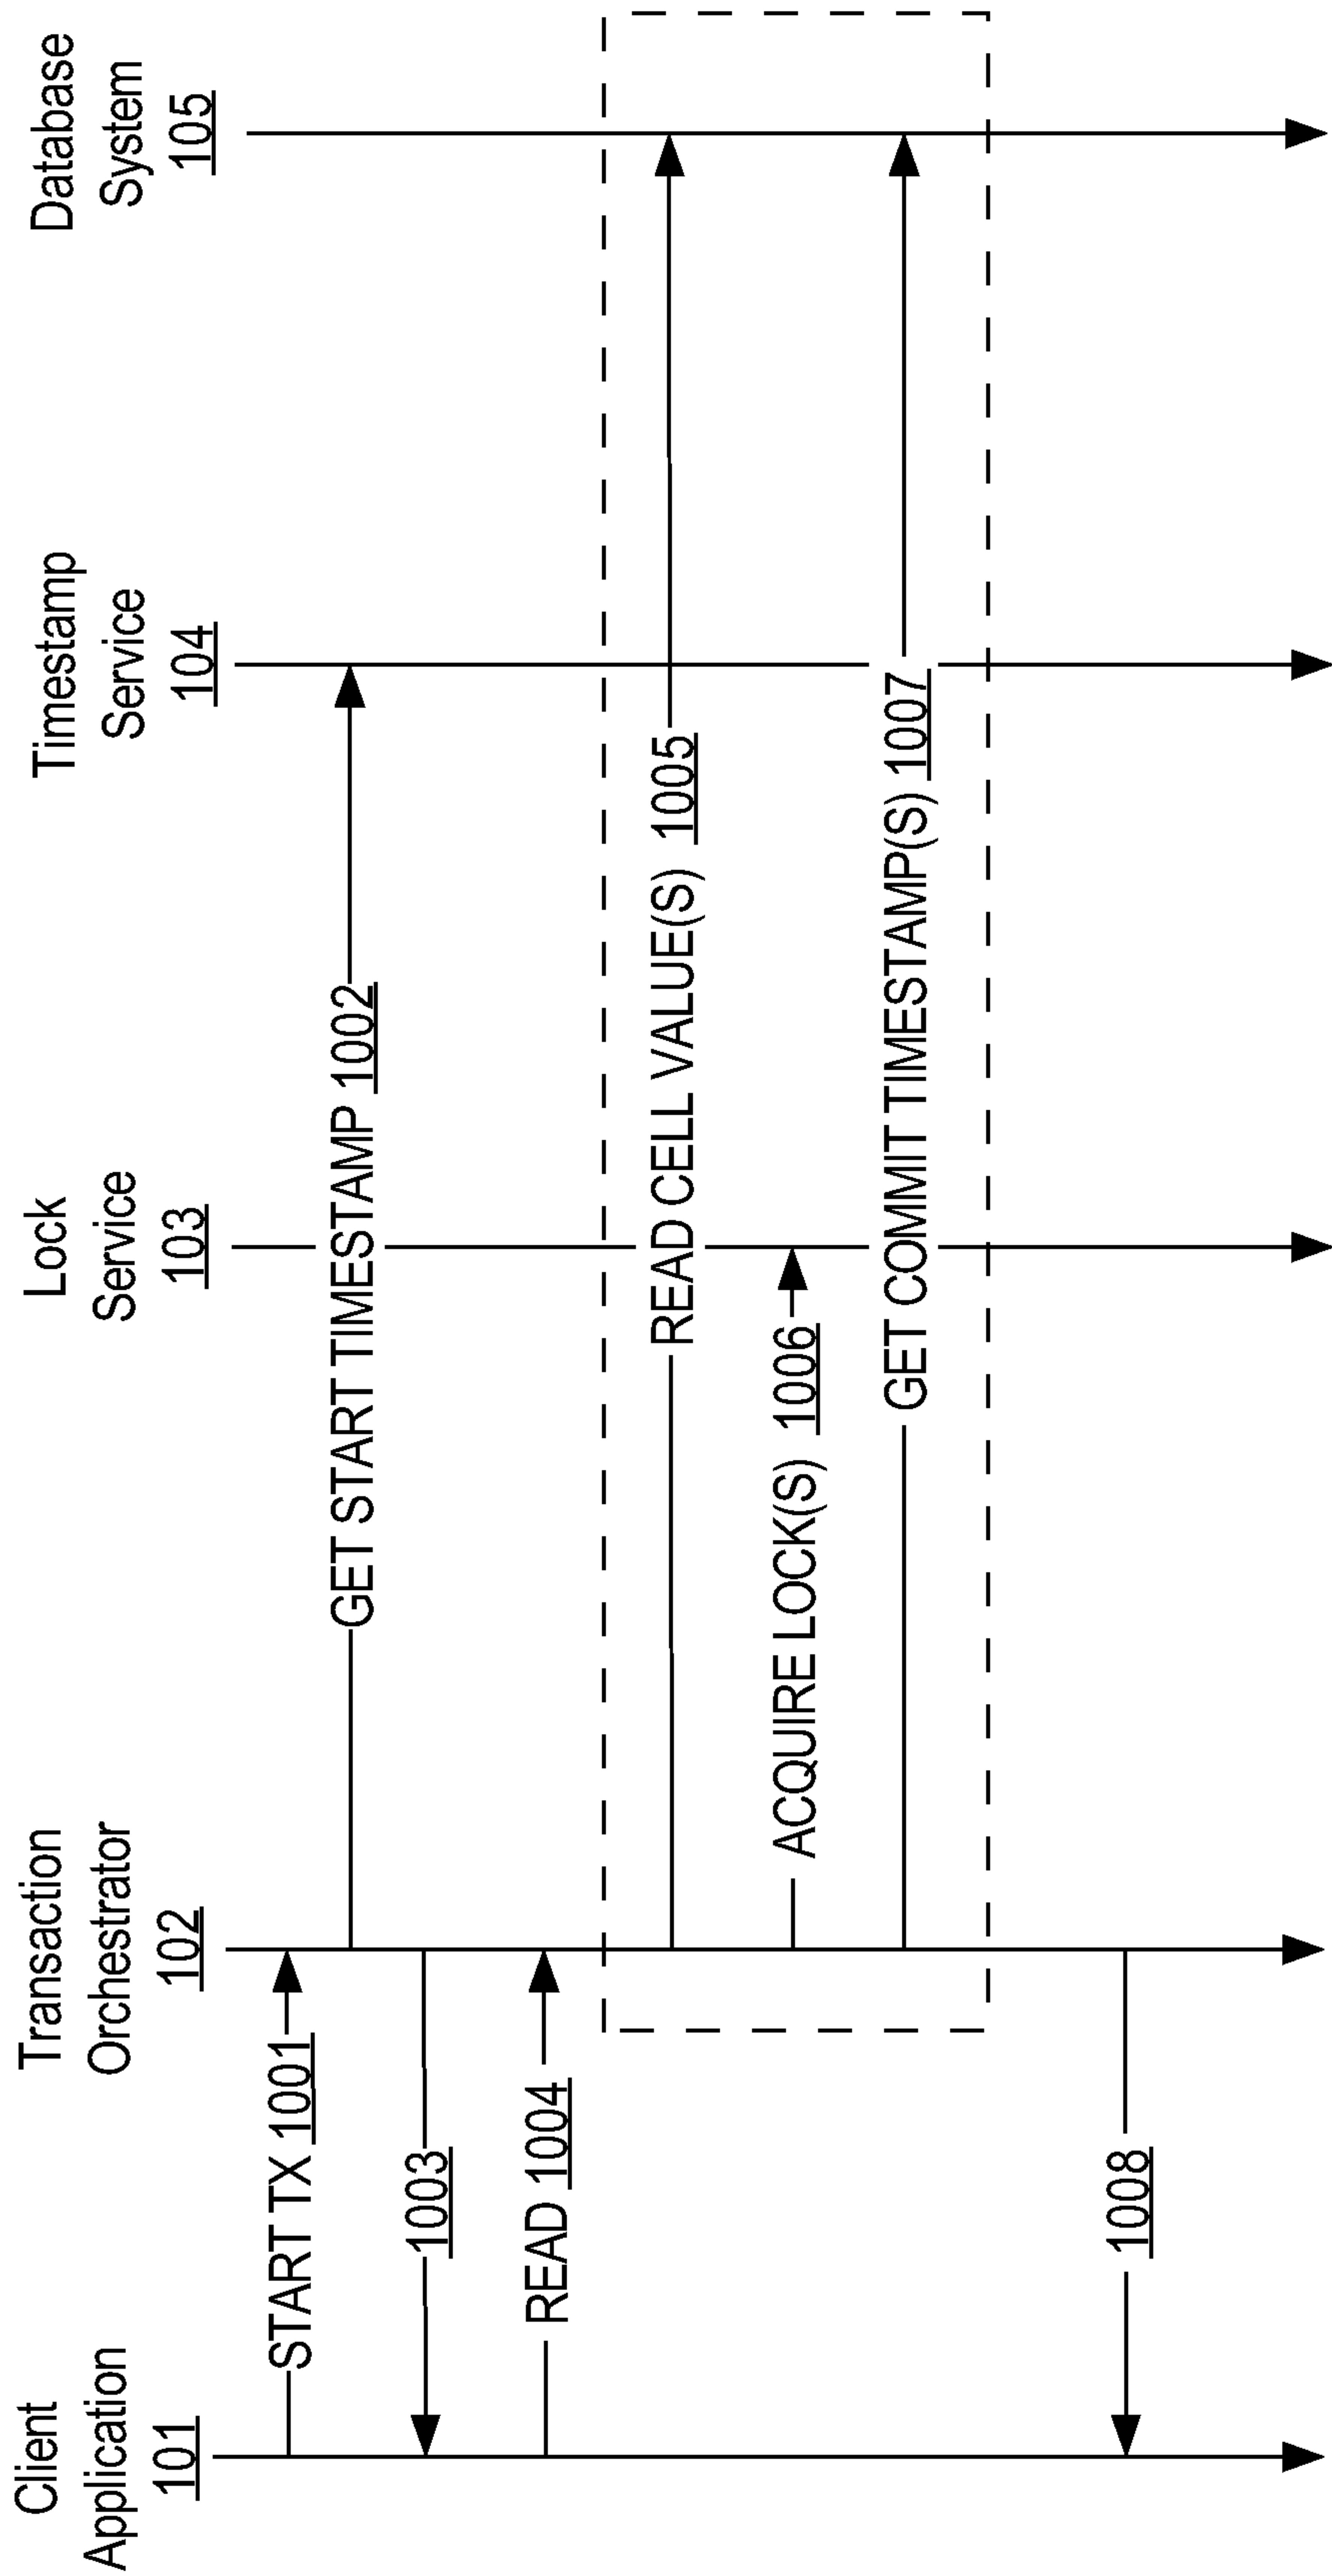 Client
Application
101
Transaction
Orchestrator
102
Lock
Service
103
Timestamp
Service
104
Database
System
105
START TX 1001
GET START TIMESTAMP 1002
1003
READ 1004
READ CELL VALUE(S) 1005
ACQUIRE LOCK(S) 1006
GET COMMIT TIMESTAMP(S) 1007
1008